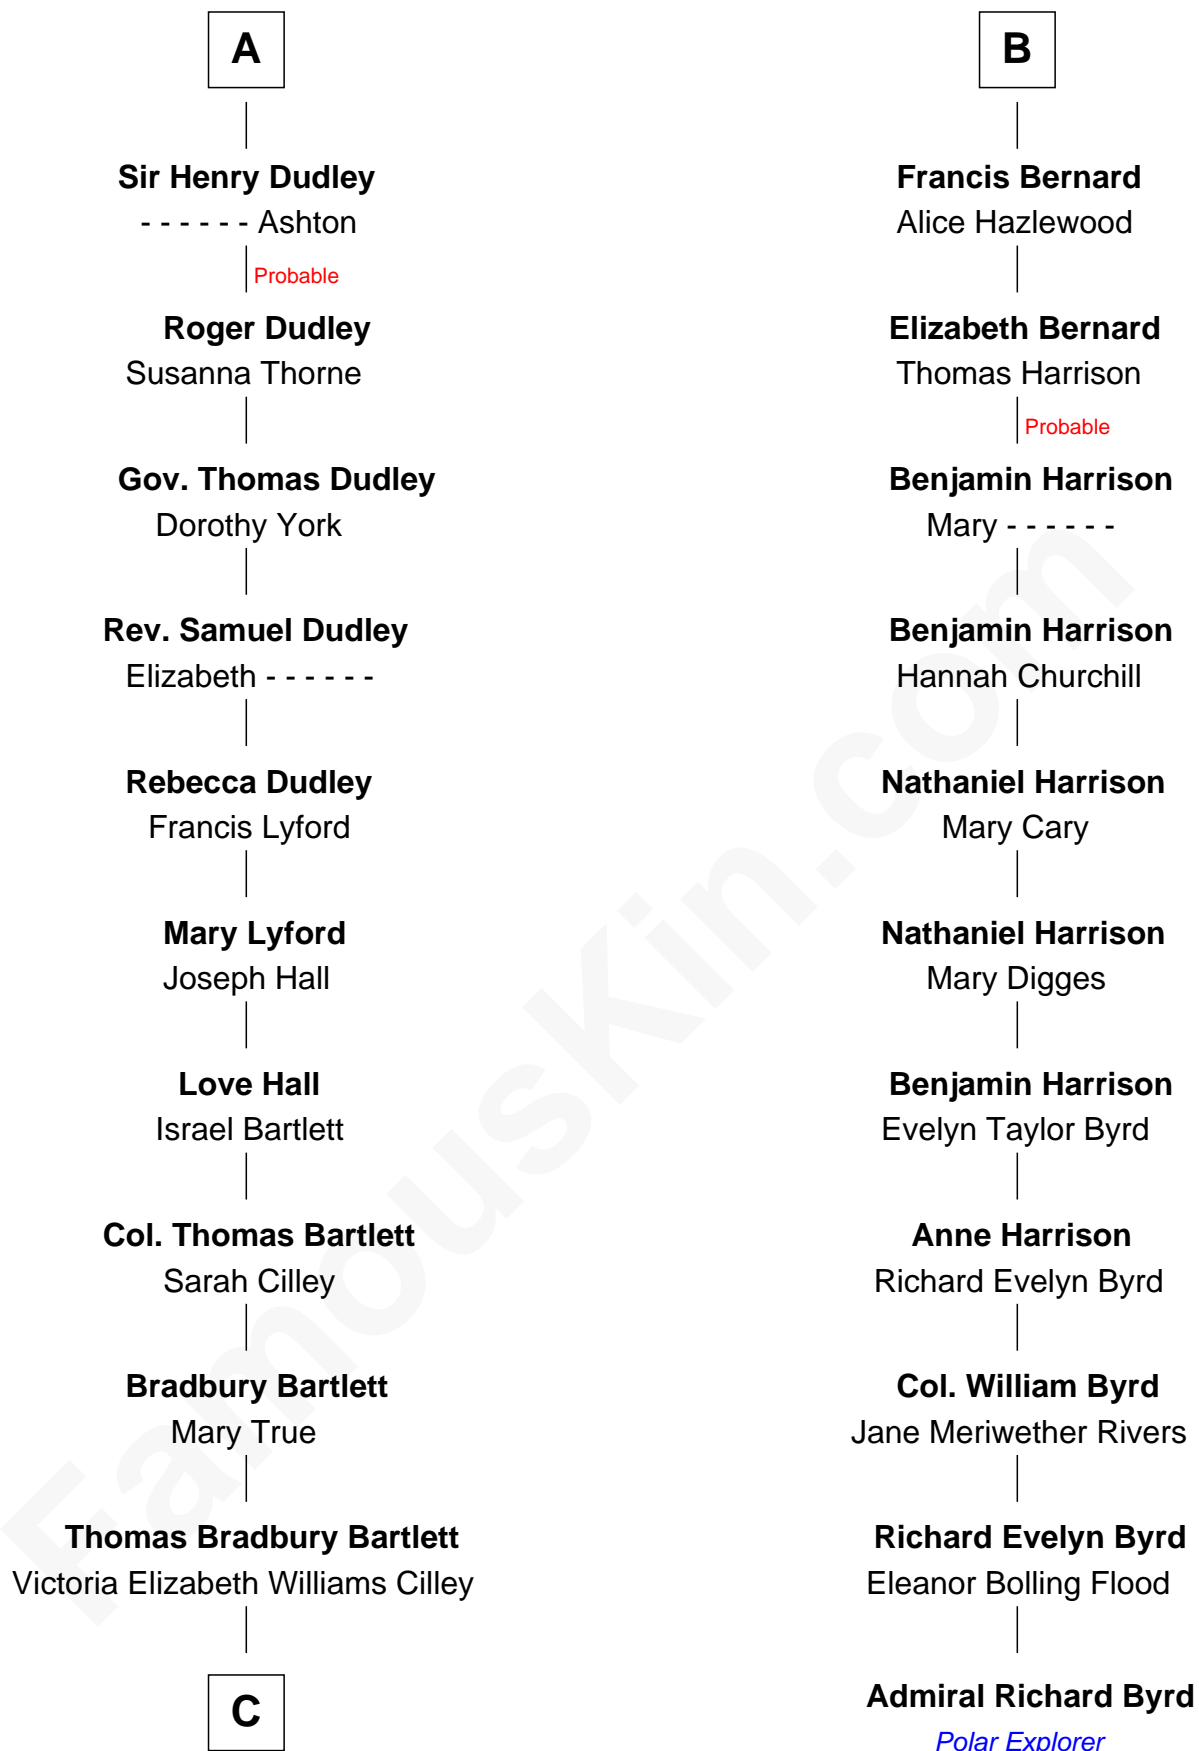 A
Sir Henry Dudley
- - - - - - Ashton
Probable
Roger Dudley
Susanna Thorne
Gov. Thomas Dudley
Dorothy York
Rev. Samuel Dudley
Elizabeth - - - - - -
Rebecca Dudley
Francis Lyford
Mary Lyford
Joseph Hall
Love Hall
Israel Bartlett
Col. Thomas Bartlett
Sarah Cilley
Bradbury Bartlett
Mary True
Thomas Bradbury Bartlett
Victoria Elizabeth Williams Cilley
C
B
Francis Bernard
Alice Hazlewood
Elizabeth Bernard
Thomas Harrison
Probable
Benjamin Harrison
Mary - - - - - -
Benjamin Harrison
Hannah Churchill
Nathaniel Harrison
Mary Cary
Nathaniel Harrison
Mary Digges
Benjamin Harrison
Evelyn Taylor Byrd
Anne Harrison
Richard Evelyn Byrd
Col. William Byrd
Jane Meriwether Rivers
Richard Evelyn Byrd
Eleanor Bolling Flood
Admiral Richard Byrd
Polar Explorer
FamousKin.com